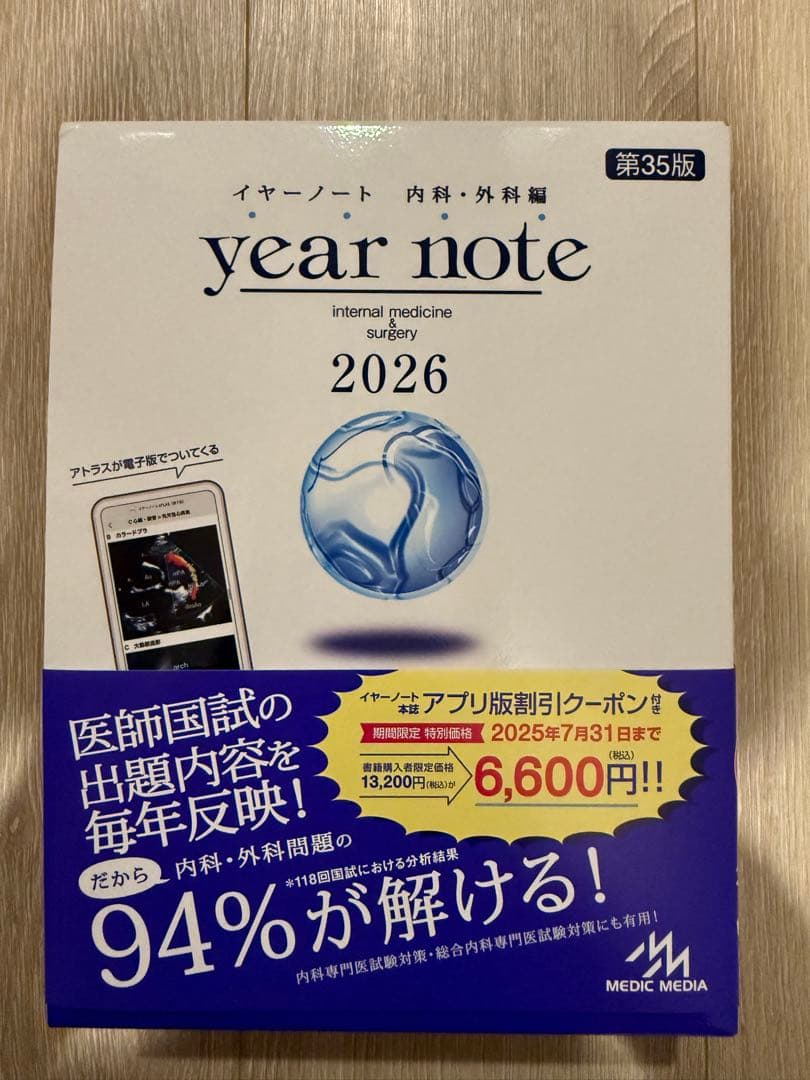 第35版
イヤーノート 内科・外科編
year note
internal medicine
&
surgery
2026
アトラスが電子版でついてくる
B カラードプラ
C 大動脈造影
arch
医師国試の
出題内容を
毎年反映!
イヤーノート
本誌
アプリ版割引クーポン付き
期間限定 特別価格
2025年7月31日まで
書籍購入者限定価格
13,200円(税込)が
6,600円!!
(税込)
だから
内科・外科問題の
*118回国試における分析結果
94%が解ける!
内科専門医試験対策・総合内科専門医試験対策にも有用!
MEDIC MEDIA